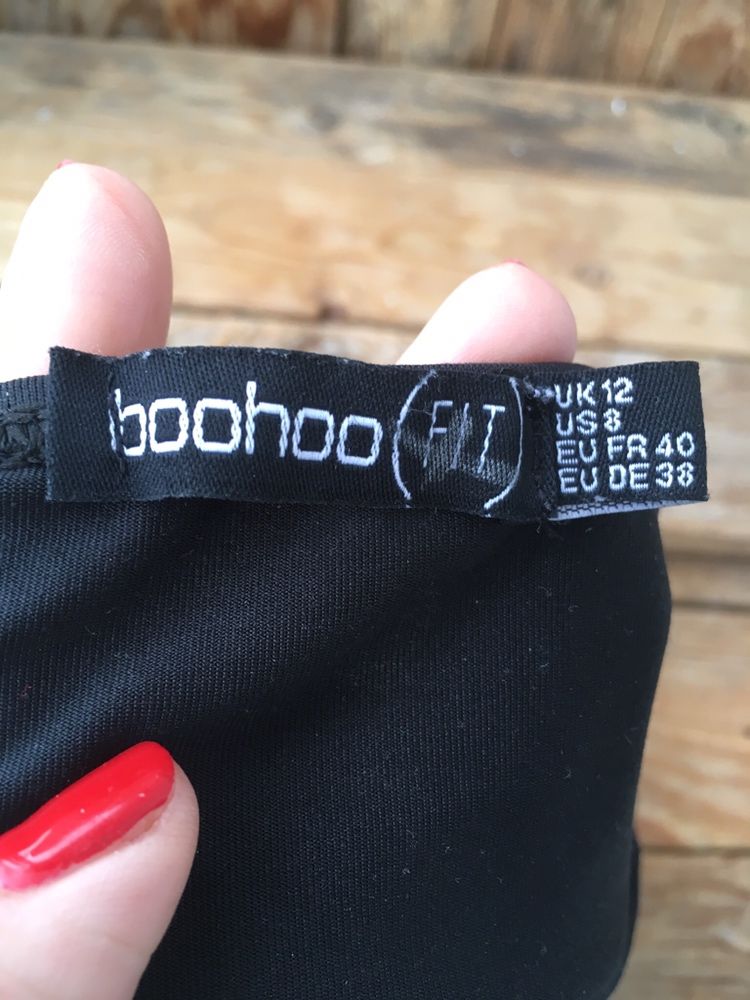 boohoo (FIT)
UK 12
US 8
EU FR 40
EU DE 38